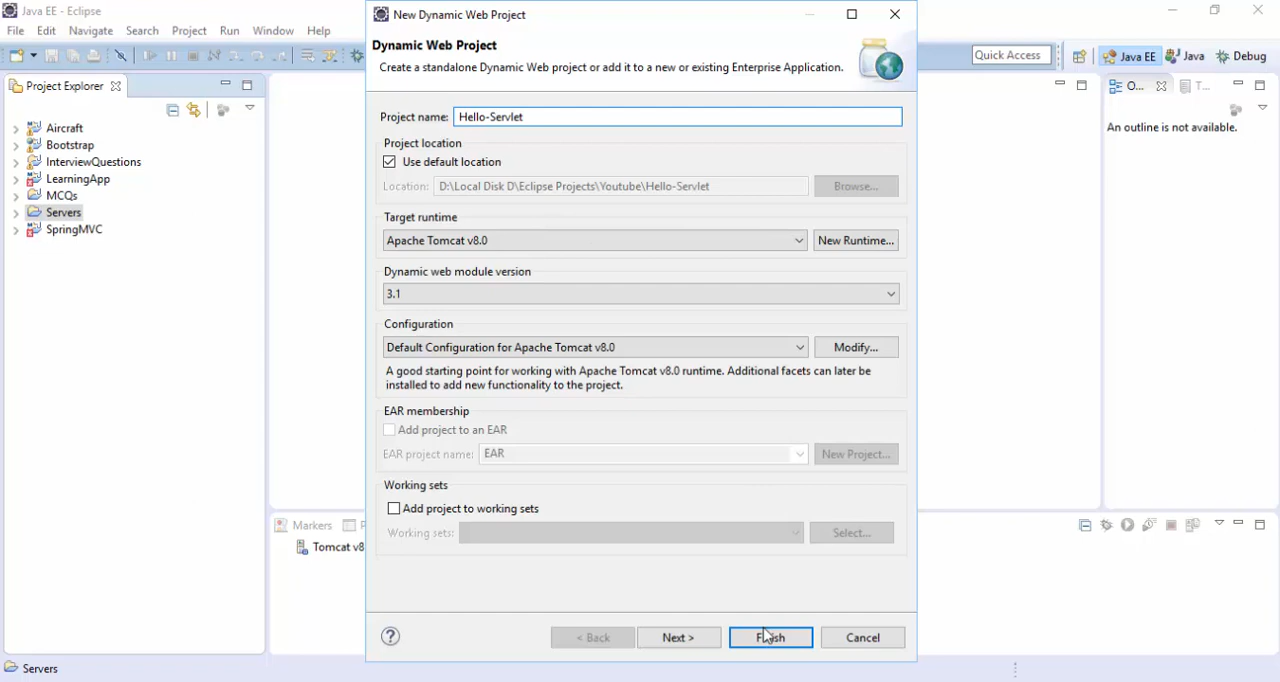 Java EE - Eclipse
File Edit Navigate Search Project Run Window Help
Quick Access
Java EE
Java
Debug
Project Explorer
Aircraft
Bootstrap
InterviewQuestions
LearningApp
MCQs
Servers
SpringMVC
New Dynamic Web Project
Dynamic Web Project
Create a standalone Dynamic Web project or add it to a new or existing Enterprise Application.
Project name: Hello-Servlet
Project location
Use default location
Location: D:\Local Disk D\Eclipse Projects\Youtube\Hello-Servlet Browse...
Target runtime
Apache Tomcat v8.0 New Runtime...
Dynamic web module version
3.1
Configuration
Default Configuration for Apache Tomcat v8.0 Modify...
A good starting point for working with Apache Tomcat v8.0 runtime. Additional facets can later be
installed to add new functionality to the project.
EAR membership
Add project to an EAR
EAR project name: EAR New Project...
Working sets
Add project to working sets
Working sets: Select...
? < Back Next > Finish Cancel
O...
T...
An outline is not available.
Markers P
Tomcat v8
Servers